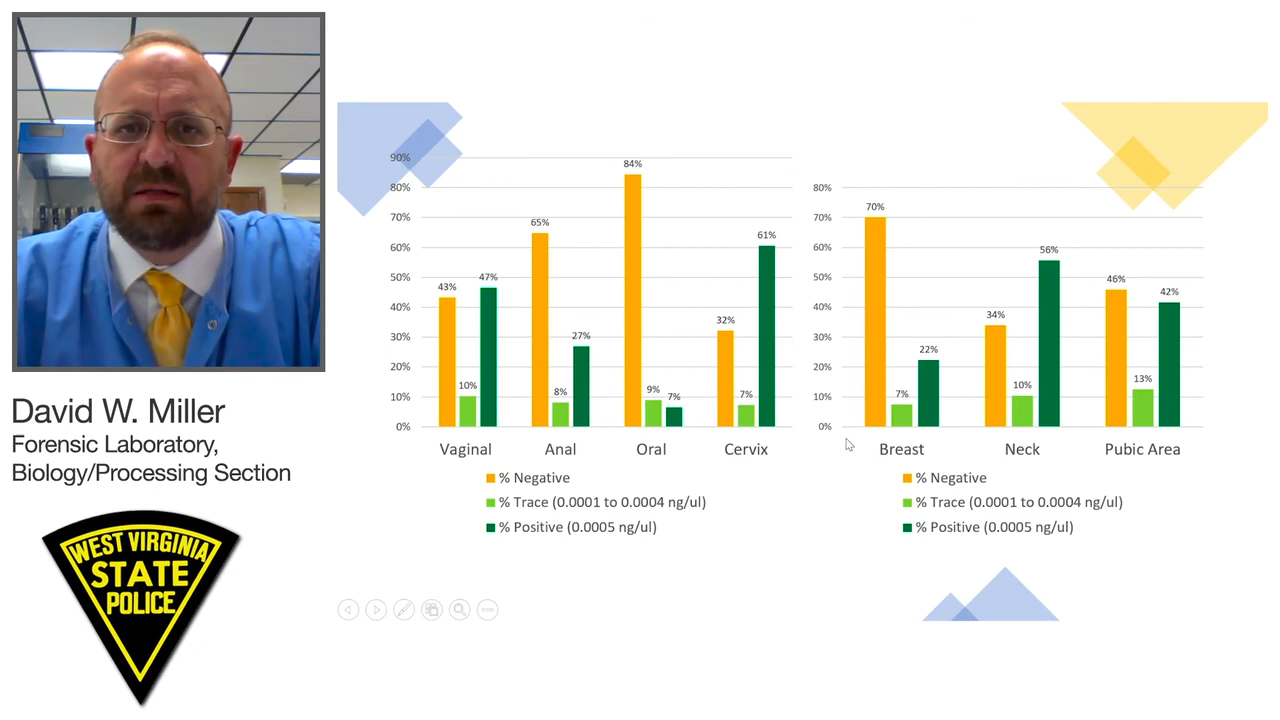 David W. Miller
Forensic Laboratory,
Biology/Processing Section
WEST VIRGINIA
STATE
POLICE
90%
80%
70%
60%
50%
40%
30%
20%
10%
0%
43%
10%
47%
65%
8%
27%
84%
9%
7%
32%
7%
61%
Vaginal Anal Oral Cervix
% Negative
% Trace (0.0001 to 0.0004 ng/ul)
% Positive (0.0005 ng/ul)
80%
70%
60%
50%
40%
30%
20%
10%
0%
70%
7%
22%
34%
10%
56%
46%
13%
42%
Breast Neck Pubic Area
% Negative
% Trace (0.0001 to 0.0004 ng/ul)
% Positive (0.0005 ng/ul)